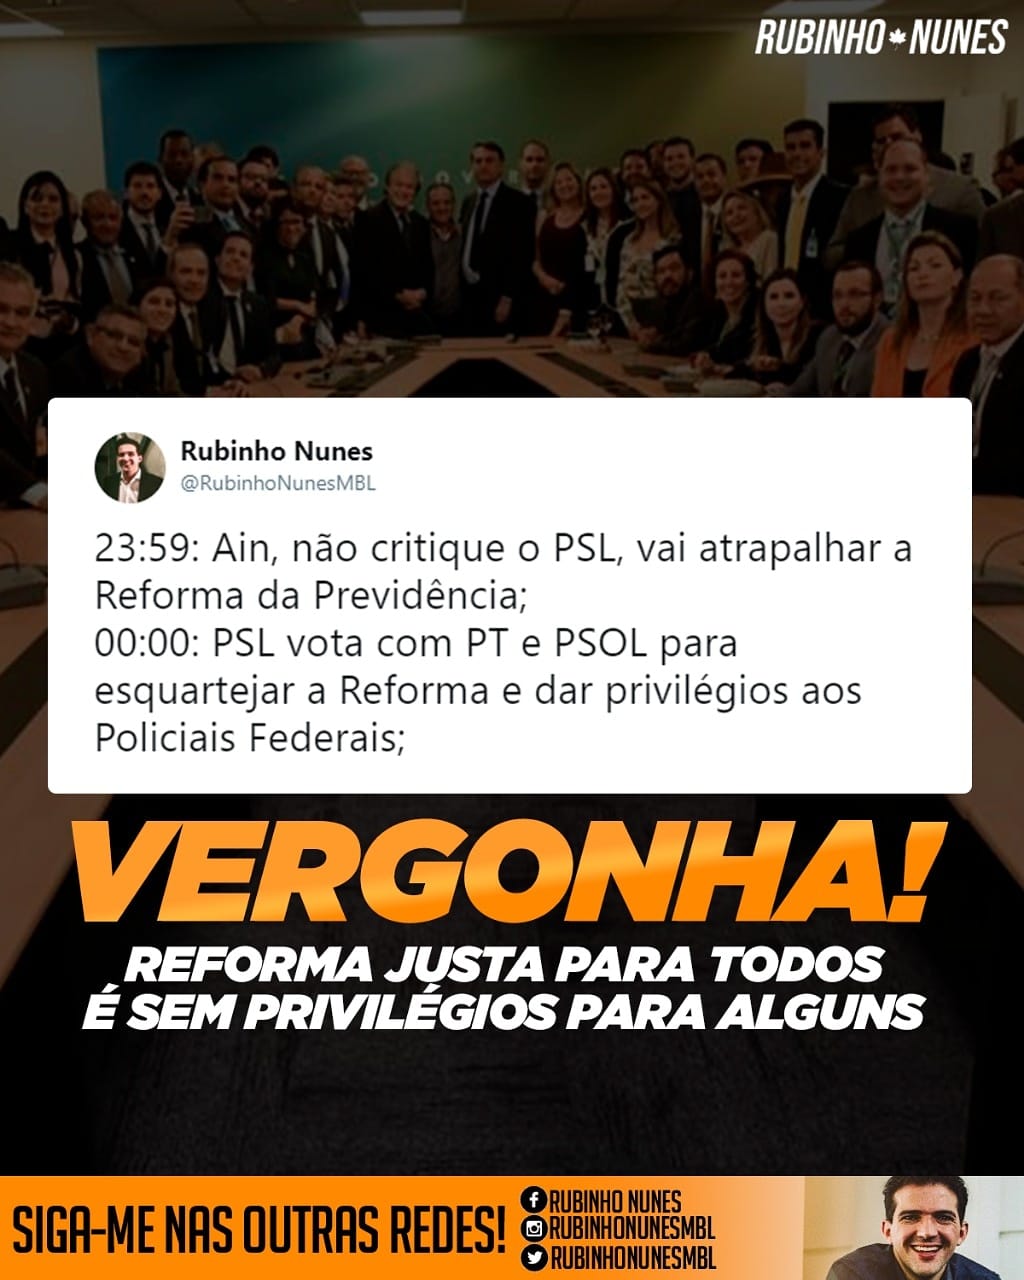 RUBINHO NUNES
Rubinho Nunes
@RubinhoNunesMBL
23:59: Ain, não critique o PSL, vai atrapalhar a
Reforma da Previdência;
00:00: PSL vota com PT e PSOL para
esquartejar a Reforma e dar privilégios aos
Policiais Federais;
VERGONHA!
REFORMA JUSTA PARA TODOS
É SEM PRIVILÉGIOS PARA ALGUNS
SIGA-ME NAS OUTRAS REDES!
RUBINHO NUNES
RUBINHONUNESMBL
RUBINHONUNESMBL